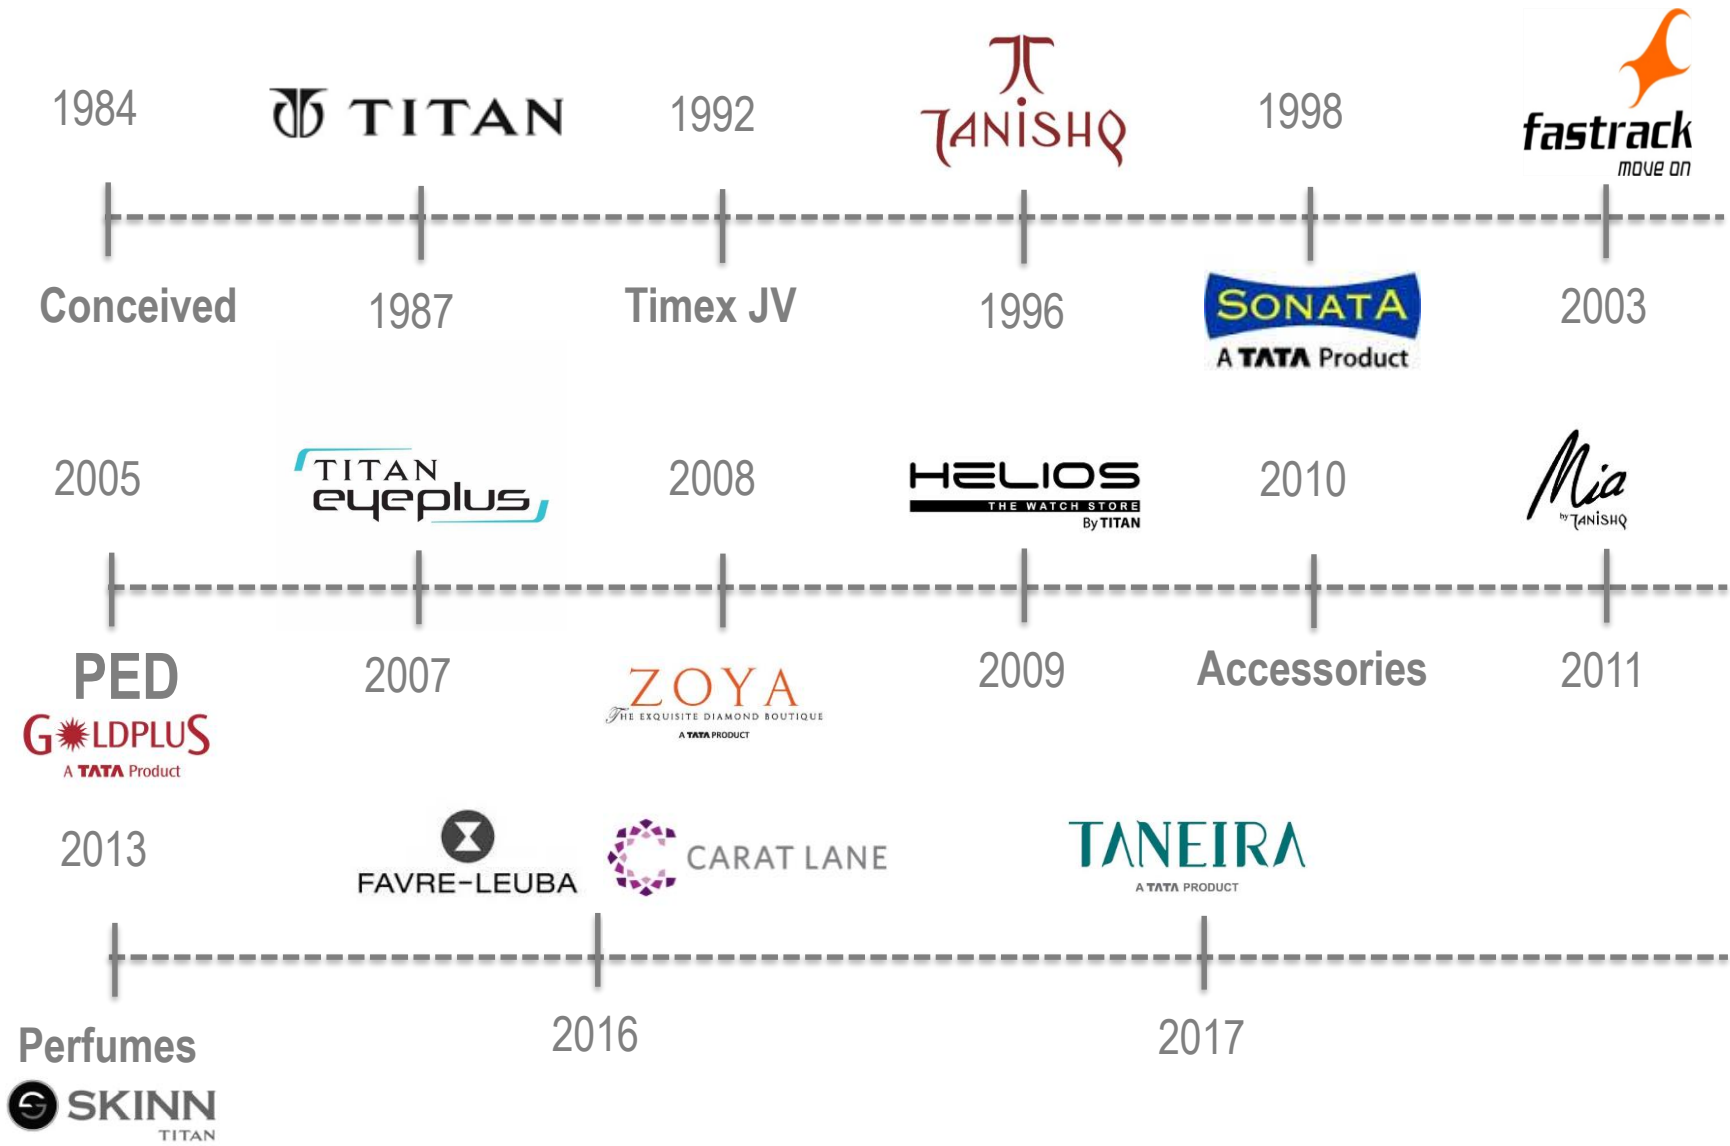 1984
TITAN
1992
TANiSHQ
1998
fastrack
move on
Conceived
1987
Timex JV
1996
SONATA
A TATA Product
2003
2005
TITAN
eyeplus
2008
HELIOS
THE WATCH STORE
By TITAN
2010
Mia
by TANiSHQ
PED
GOLDPLUS
A TATA Product
2007
ZOYA
THE EXQUISITE DIAMOND BOUTIQUE
A TATA PRODUCT
2009
Accessories
2011
2013
FAVRE-LEUBA
CARAT LANE
TANEIRA
A TATA PRODUCT
Perfumes
SKINN
TITAN
2016
2017